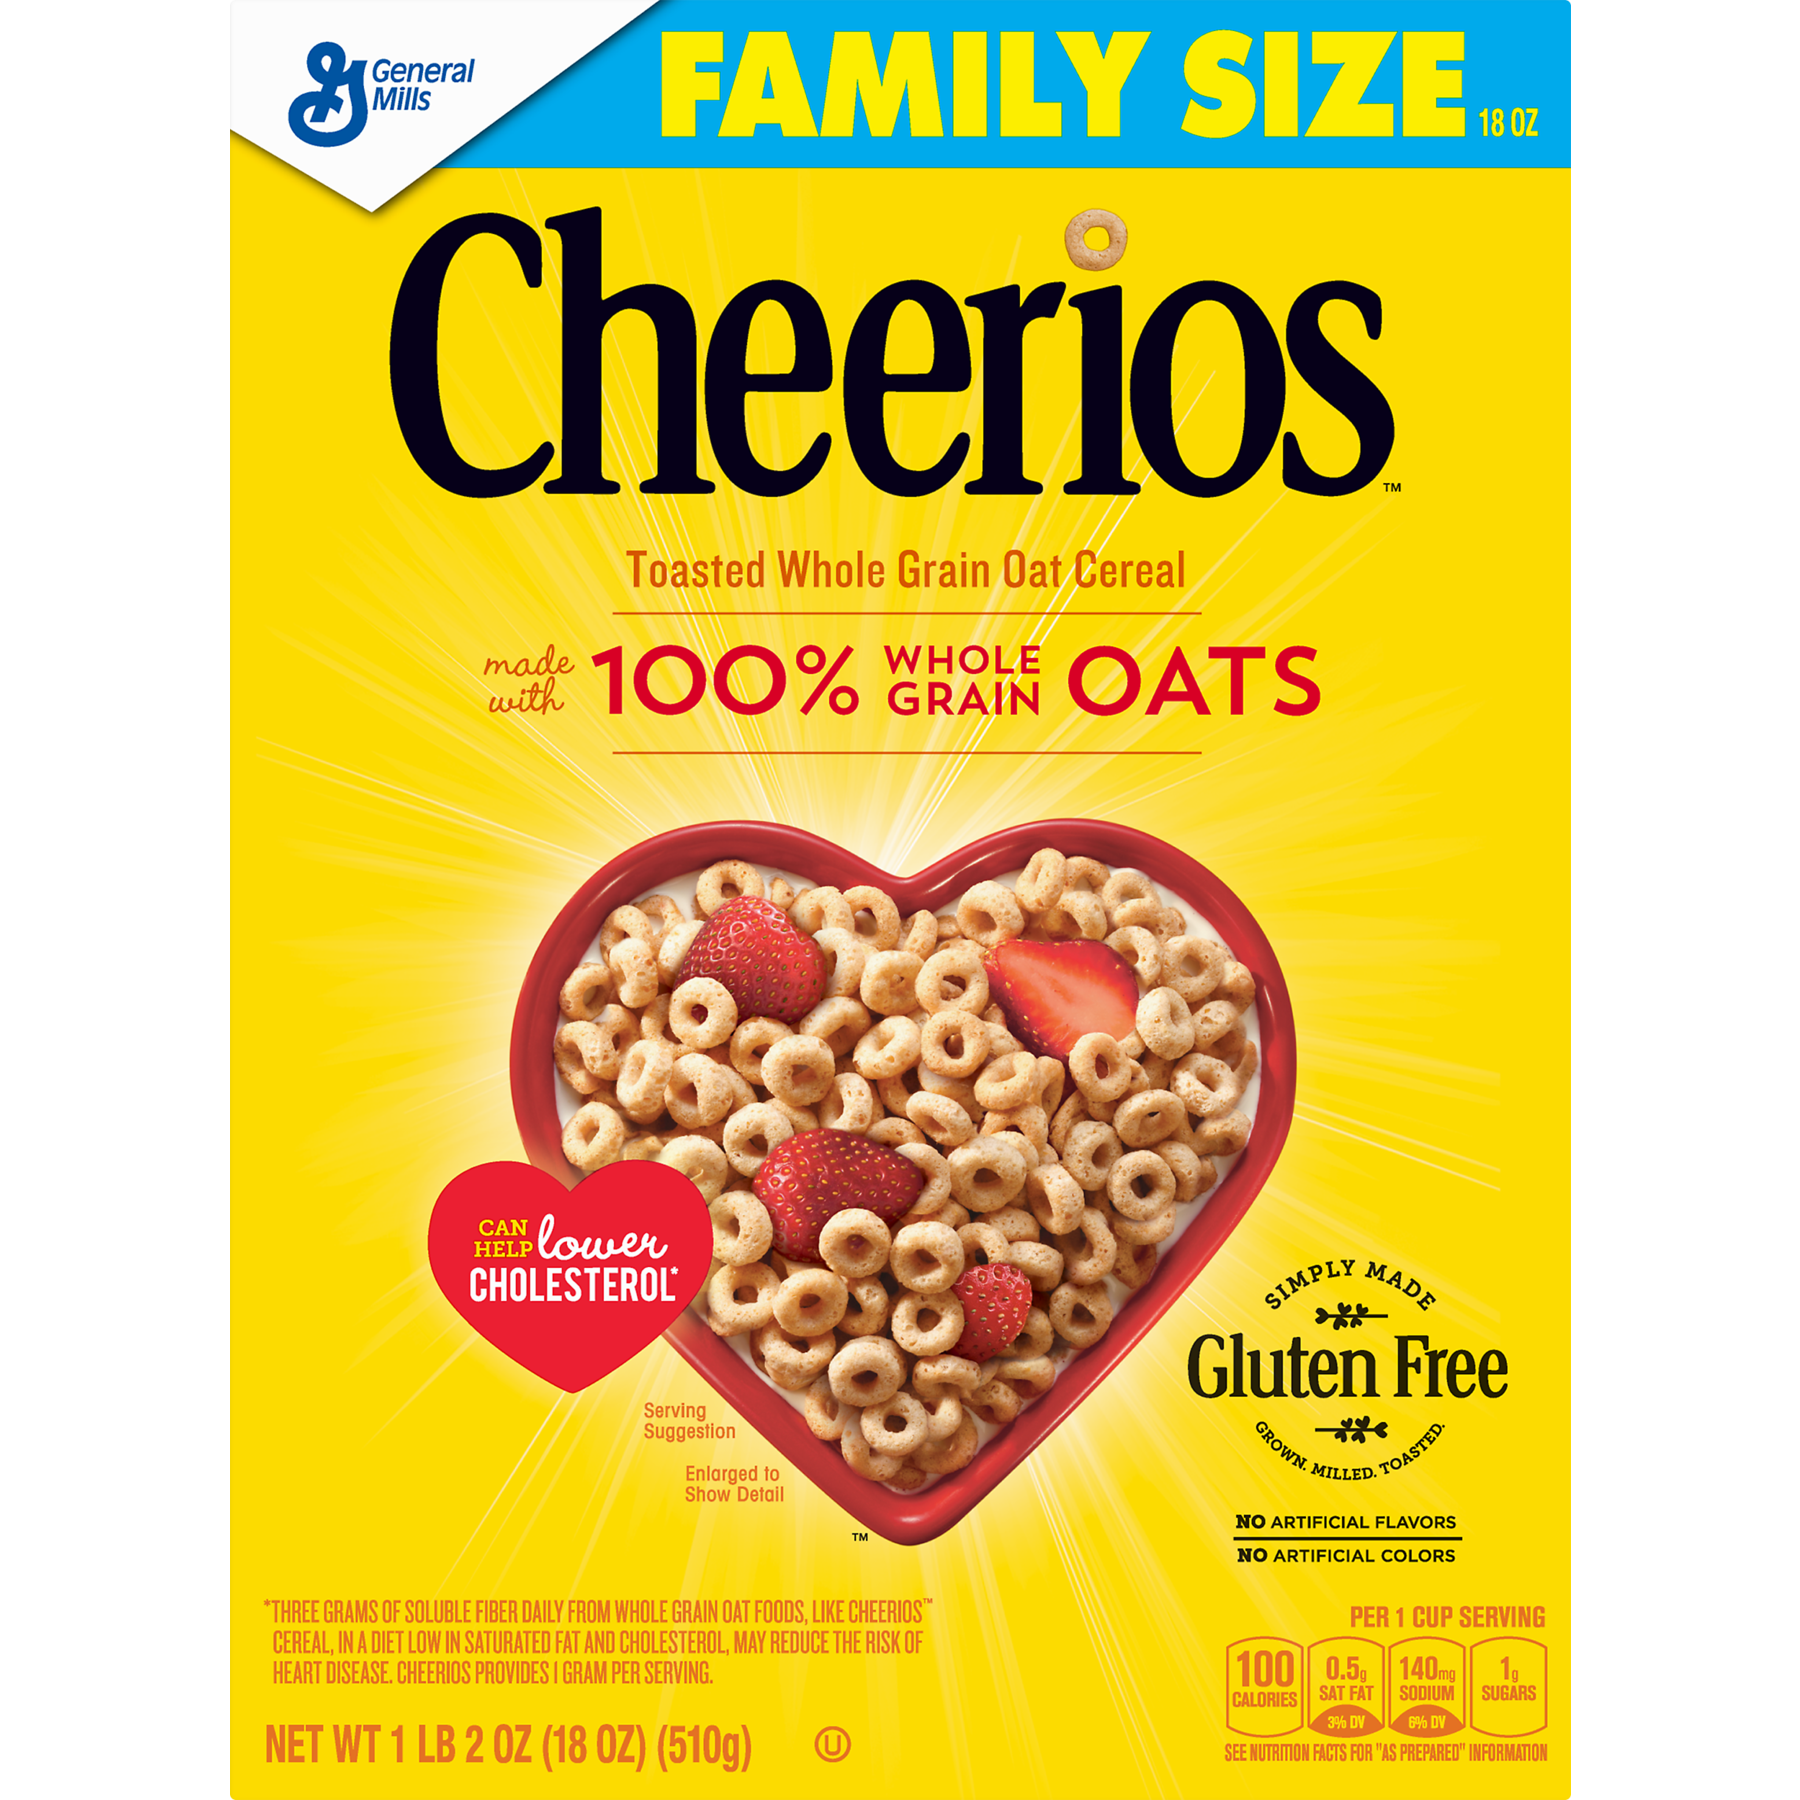 General
Mills
FAMILY SIZE 18 OZ
Cheerios™
Toasted Whole Grain Oat Cereal
made
with
100% WHOLE
GRAIN OATS
CAN
HELP lower
CHOLESTEROL*
SIMPLY MADE
Gluten Free
GROWN. MILLED. TOASTED.
Serving
Suggestion
Enlarged to
Show Detail
™
NO ARTIFICIAL FLAVORS
NO ARTIFICIAL COLORS
*THREE GRAMS OF SOLUBLE FIBER DAILY FROM WHOLE GRAIN OAT FOODS, LIKE CHEERIOS™
CEREAL, IN A DIET LOW IN SATURATED FAT AND CHOLESTEROL, MAY REDUCE THE RISK OF
HEART DISEASE. CHEERIOS PROVIDES 1 GRAM PER SERVING.
PER 1 CUP SERVING
100
CALORIES
0.5g
SAT FAT
3% DV
140mg
SODIUM
6% DV
1g
SUGARS
SEE NUTRITION FACTS FOR "AS PREPARED" INFORMATION
NET WT 1 LB 2 OZ (18 OZ) (510g)
U